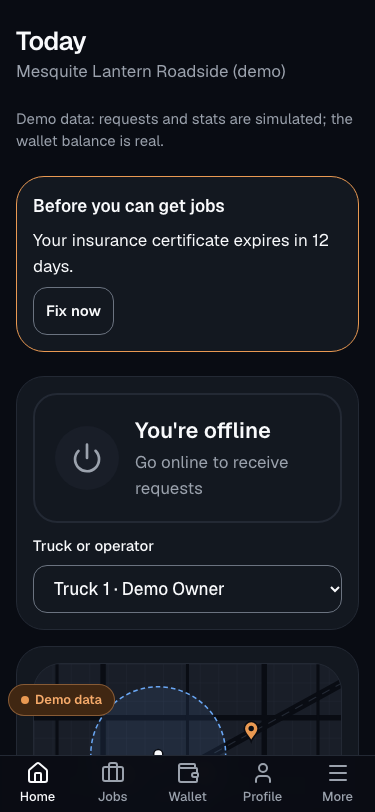 Today
Mesquite Lantern Roadside (demo)
Demo data: requests and stats are simulated; the
wallet balance is real.
Before you can get jobs
Your insurance certificate expires in 12
days.
Fix now
You're offline
Go online to receive
requests
Truck or operator
Truck 1 · Demo Owner
Demo data
Home
Jobs
Wallet
Profile
More